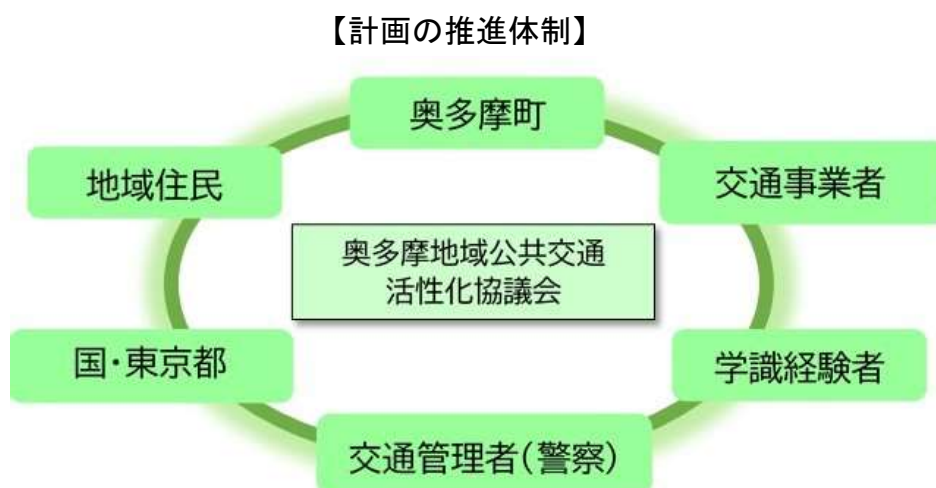 【計画の推進体制】
奥多摩町
地域住民
交通事業者
奥多摩地域公共交通
活性化協議会
国・東京都
学識経験者
交通管理者(警察)